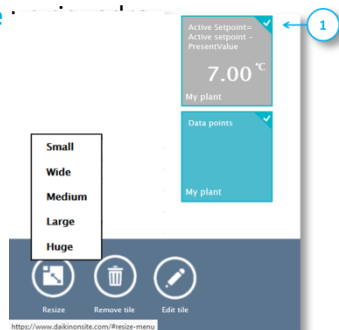 e
Active Setpoint=
Active setpoint -
PresentValue
7.00 °C
My plant
1
Data points
My plant
Small
Wide
Medium
Large
Huge
Resize
Remove tile
Edit tile
https://www.daikinonsite.com/#resize-menu